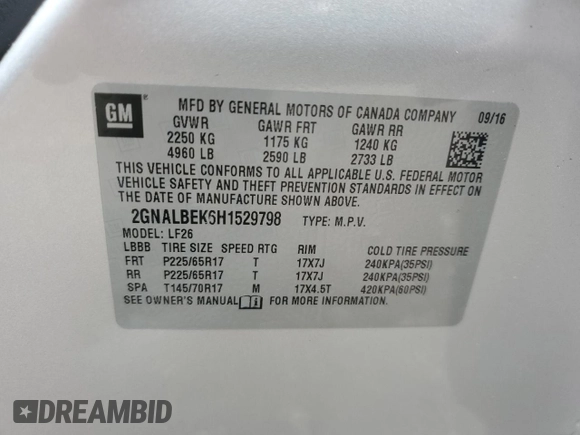 GM
MFD BY GENERAL MOTORS OF CANADA COMPANY 09/16
GVWR GAWR FRT GAWR RR
2250 KG 1175 KG 1240 KG
4960 LB 2590 LB 2733 LB
THIS VEHICLE CONFORMS TO ALL APPLICABLE U.S. FEDERAL MOTOR
VEHICLE SAFETY AND THEFT PREVENTION STANDARDS IN EFFECT ON
THE DATE OF MANUFACTURE SHOWN ABOVE.
2GNALBEK6H1529798 TYPE: M.P.V.
MODEL: LF26
LBBB TIRE SIZE SPEED RTG RIM COLD TIRE PRESSURE
FRT P225/65R17 T 17X7J 240KPA(35PSI)
RR P225/65R17 T 17X7J 240KPA(35PSI)
SPA T145/70R17 M 17X4.5T 420KPA(60PSI)
SEE OWNER'S MANUAL FOR MORE INFORMATION.
DREAMBID